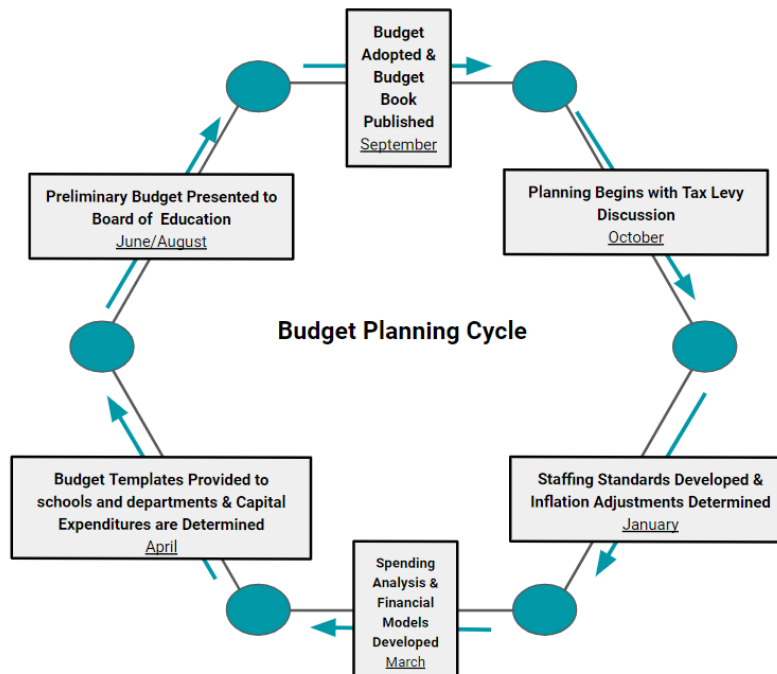 Budget
Adopted &
Budget
Book
Published
September
Preliminary Budget Presented to
Board of Education
June/August
Planning Begins with Tax Levy
Discussion
October
Budget Planning Cycle
Budget Templates Provided to
schools and departments & Capital
Expenditures are Determined
April
Staffing Standards Developed &
Inflation Adjustments Determined
January
Spending
Analysis &
Financial
Models
Developed
March